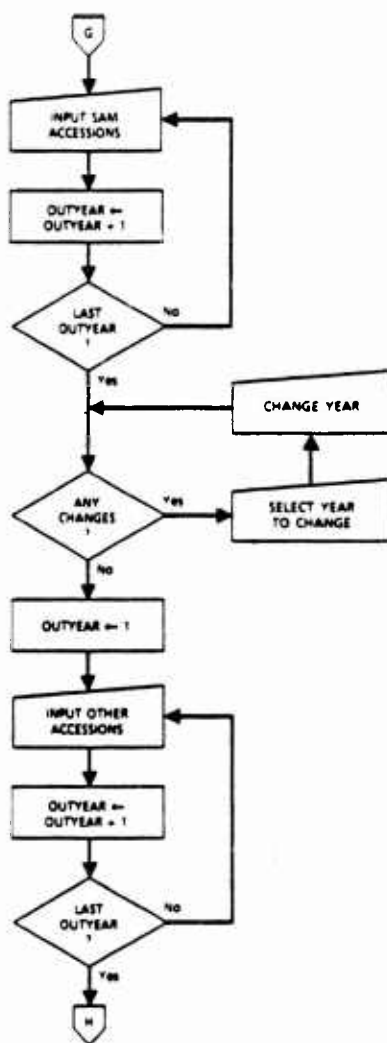 G
INPUT SAM
ACCESSIONS
OUTYEAR ←
OUTYEAR + 1
LAST
OUTYEAR
?
No
Yes
CHANGE YEAR
ANY
CHANGES
?
Yes
SELECT YEAR
TO CHANGE
No
OUTYEAR ← 1
INPUT OTHER
ACCESSIONS
OUTYEAR ←
OUTYEAR + 1
LAST
OUTYEAR
?
No
Yes
H